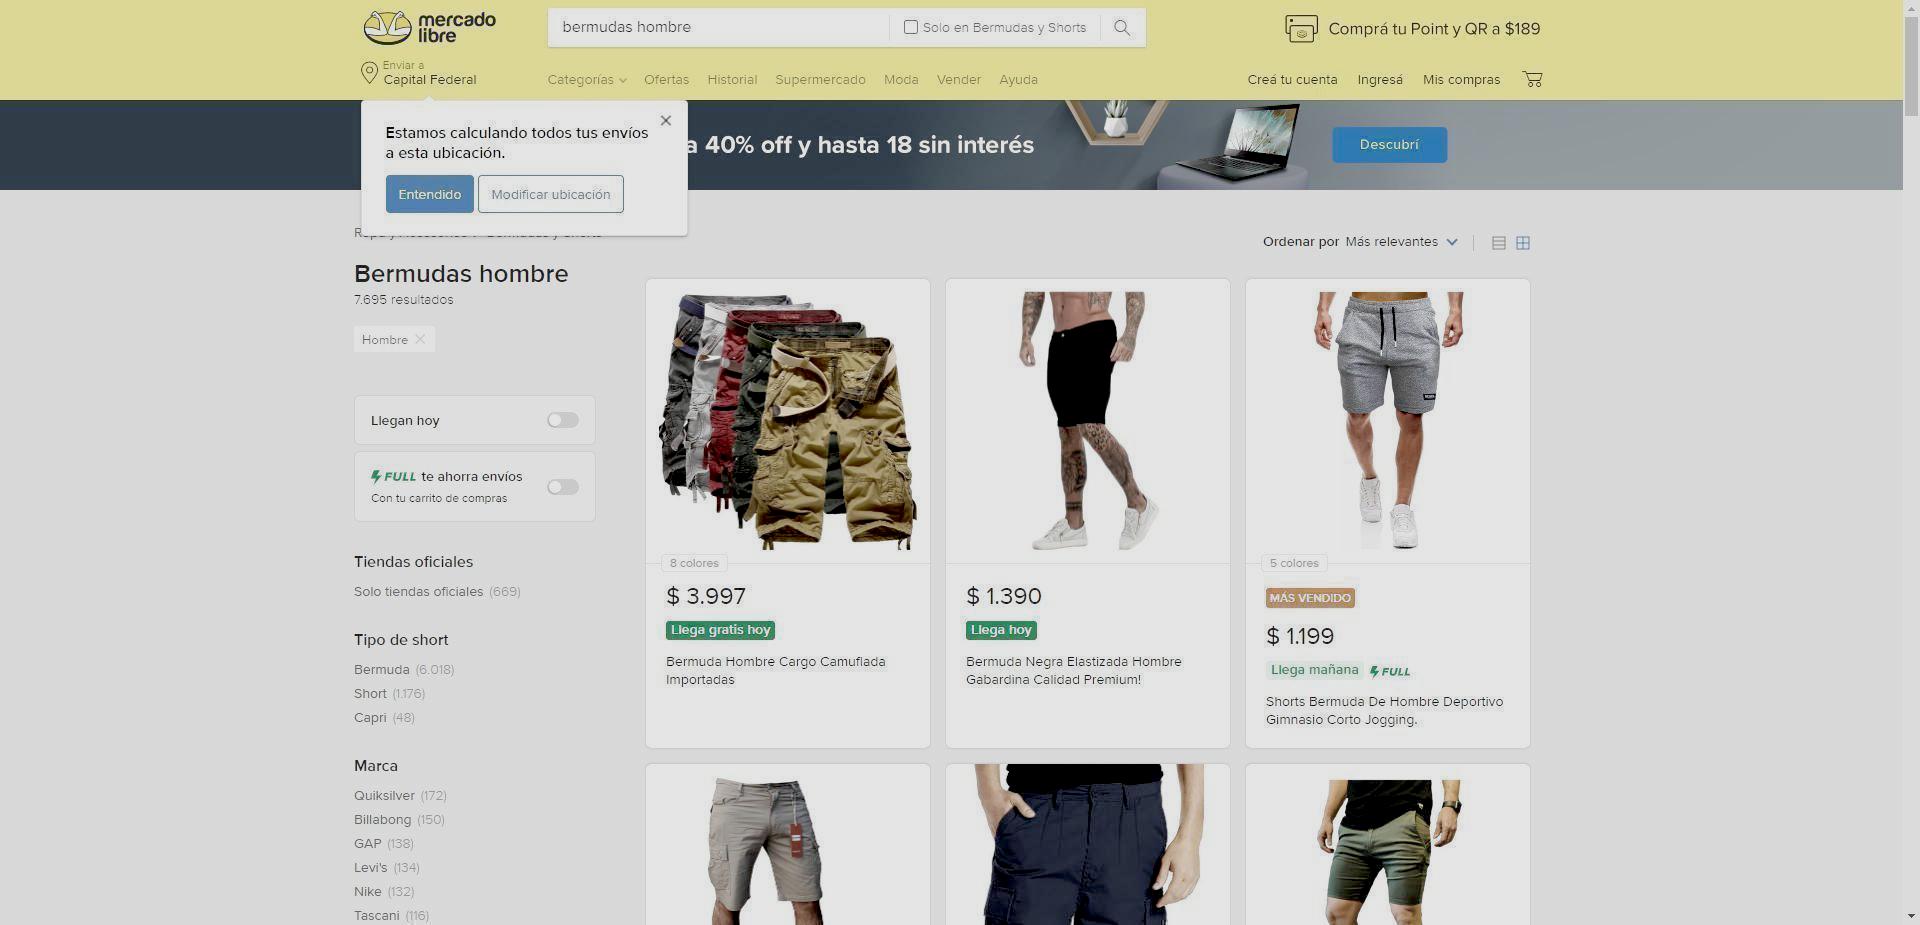 mercado
libre
bermudas hombre
Solo en Bermudas y Shorts
Comprá tu Point y QR a $189
Enviar a
Capital Federal
Categorías
Ofertas
Historial
Supermercado
Moda
Vender
Ayuda
Creá tu cuenta
Ingresá
Mis compras
Estamos calculando todos tus envíos
a esta ubicación.
Entendido
Modificar ubicación
a 40% off y hasta 18 sin interés
Descubrí
Ordenar por Más relevantes
Bermudas hombre
7.695 resultados
Hombre
Llegan hoy
FULL te ahorra envíos
Con tu carrito de compras
Tiendas oficiales
Solo tiendas oficiales (669)
Tipo de short
Bermuda (6.018)
Short (1.176)
Capri (48)
Marca
Quiksilver (172)
Billabong (150)
GAP (138)
Levi's (134)
Nike (132)
Tascani (116)
8 colores
$ 3.997
Llega gratis hoy
Bermuda Hombre Cargo Camuflada
Importadas
$ 1.390
Llega hoy
Bermuda Negra Elastizada Hombre
Gabardina Calidad Premium!
5 colores
MÁS VENDIDO
$ 1.199
Llega mañana FULL
Shorts Bermuda De Hombre Deportivo
Gimnasio Corto Jogging.